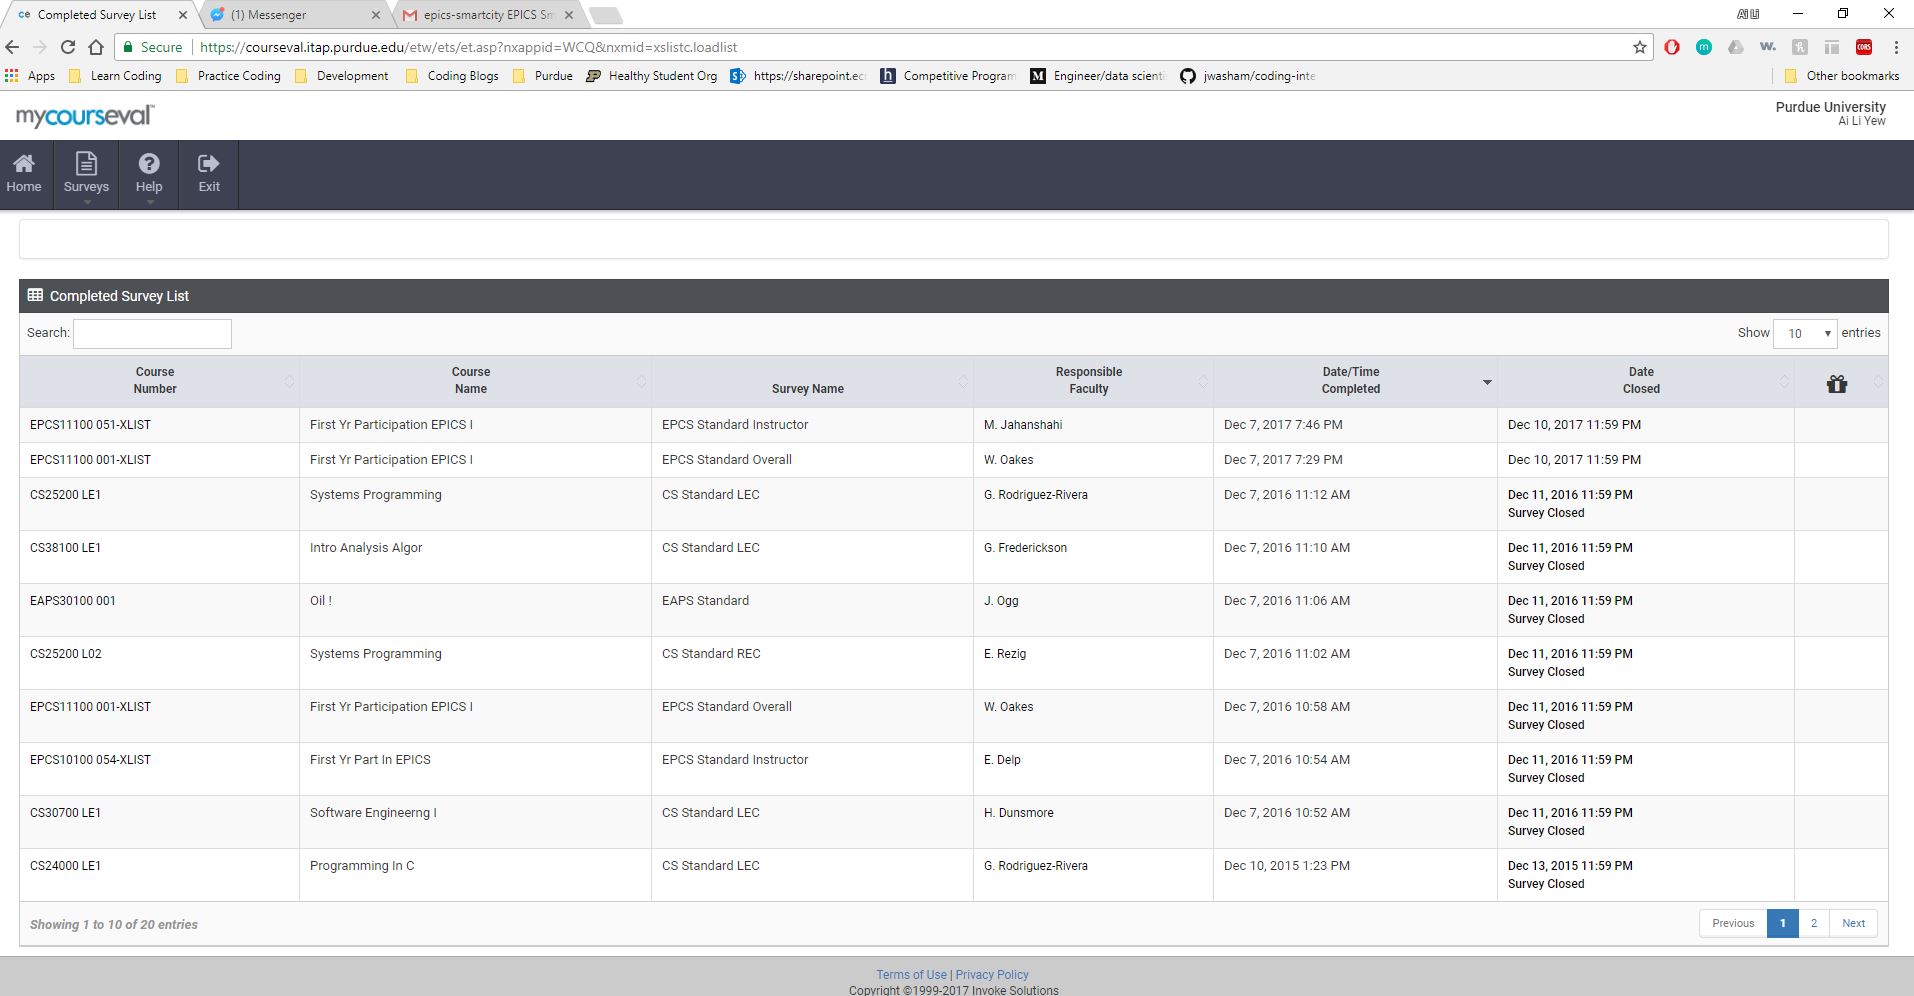 Completed Survey List
(1) Messenger
epics-smartcity EPICS Sm
Ai Li
Secure https://courseval.itap.purdue.edu/etw/ets/et.asp?nxappid=WCQ&nxmid=xslistc.loadlist
Apps Learn Coding Practice Coding Development Coding Blogs Purdue Healthy Student Org https://sharepoint.ec Competitive Program Engineer/data scienti jwasham/coding-inte Other bookmarks
mycourseval™
Purdue University
Ai Li Yew
Home Surveys Help Exit
Completed Survey List
Search: Show 10 entries
Course Number Course Name Survey Name Responsible Faculty Date/Time Completed Date Closed
EPCS11100 051-XLIST First Yr Participation EPICS I EPCS Standard Instructor M. Jahanshahi Dec 7, 2017 7:46 PM Dec 10, 2017 11:59 PM
EPCS11100 001-XLIST First Yr Participation EPICS I EPCS Standard Overall W. Oakes Dec 7, 2017 7:29 PM Dec 10, 2017 11:59 PM
CS25200 LE1 Systems Programming CS Standard LEC G. Rodriguez-Rivera Dec 7, 2016 11:12 AM Dec 11, 2016 11:59 PM
Survey Closed
CS38100 LE1 Intro Analysis Algor CS Standard LEC G. Frederickson Dec 7, 2016 11:10 AM Dec 11, 2016 11:59 PM
Survey Closed
EAPS30100 001 Oil ! EAPS Standard J. Ogg Dec 7, 2016 11:06 AM Dec 11, 2016 11:59 PM
Survey Closed
CS25200 L02 Systems Programming CS Standard REC E. Rezig Dec 7, 2016 11:02 AM Dec 11, 2016 11:59 PM
Survey Closed
EPCS11100 001-XLIST First Yr Participation EPICS I EPCS Standard Overall W. Oakes Dec 7, 2016 10:58 AM Dec 11, 2016 11:59 PM
Survey Closed
EPCS10100 054-XLIST First Yr Part In EPICS EPCS Standard Instructor E. Delp Dec 7, 2016 10:54 AM Dec 11, 2016 11:59 PM
Survey Closed
CS30700 LE1 Software Engineerng I CS Standard LEC H. Dunsmore Dec 7, 2016 10:52 AM Dec 11, 2016 11:59 PM
Survey Closed
CS24000 LE1 Programming In C CS Standard LEC G. Rodriguez-Rivera Dec 10, 2015 1:23 PM Dec 13, 2015 11:59 PM
Survey Closed
Showing 1 to 10 of 20 entries Previous 1 2 Next
Terms of Use | Privacy Policy
Copyright ©1999-2017 Invoke Solutions